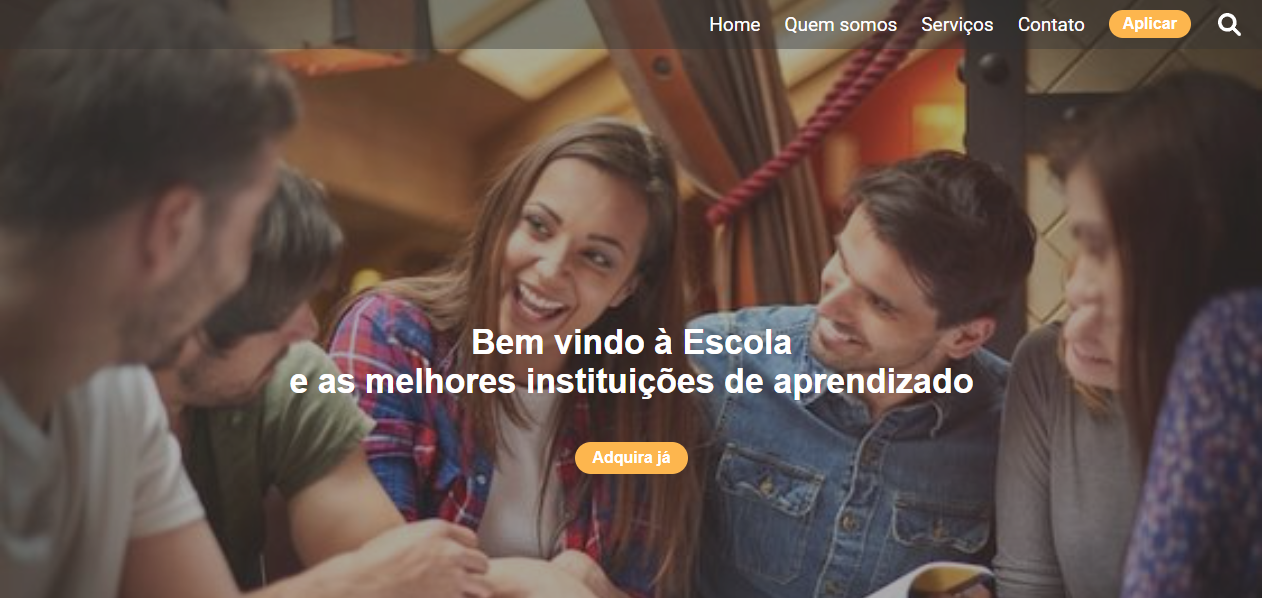 Home Quem somos Serviços Contato Aplicar
Bem vindo à Escola
e as melhores instituições de aprendizado
Adquira já